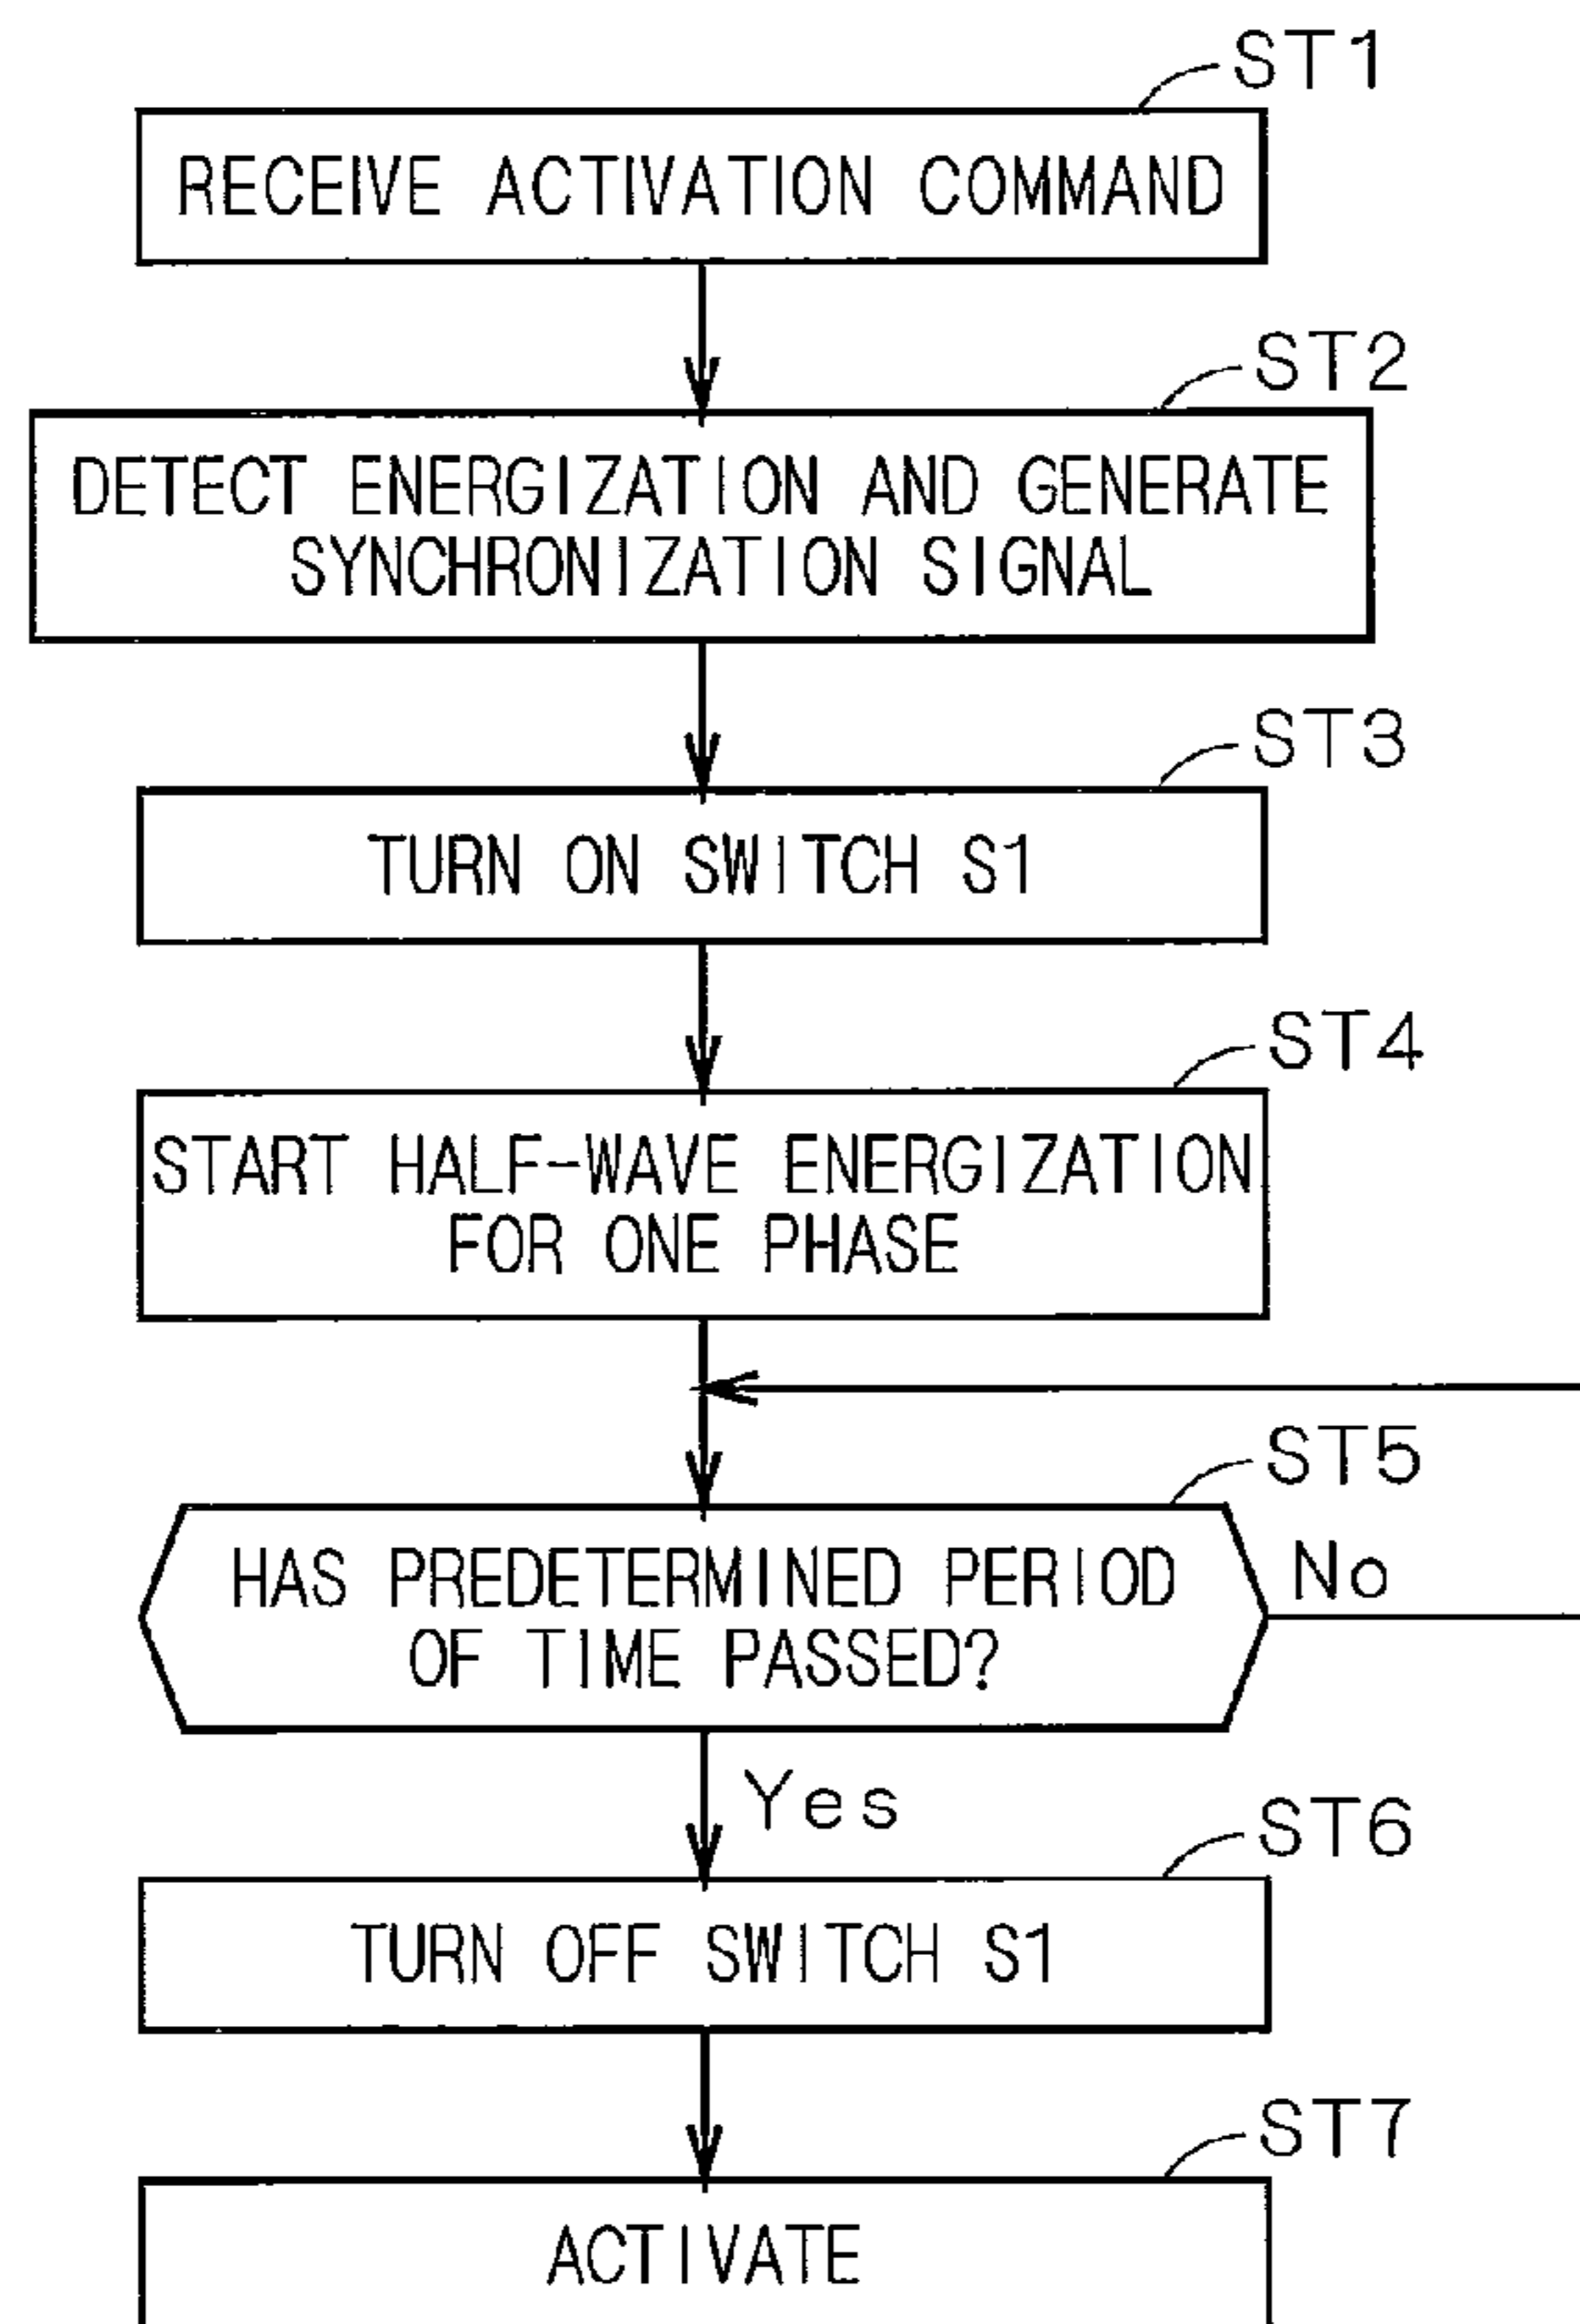 ST1
RECEIVE ACTIVATION COMMAND
ST2
DETECT ENERGIZATION AND GENERATE
SYNCHRONIZATION SIGNAL
ST3
TURN ON SWITCH S1
ST4
START HALF-WAVE ENERGIZATION
FOR ONE PHASE
ST5
HAS PREDETERMINED PERIOD
OF TIME PASSED?
No
Yes
ST6
TURN OFF SWITCH S1
ST7
ACTIVATE